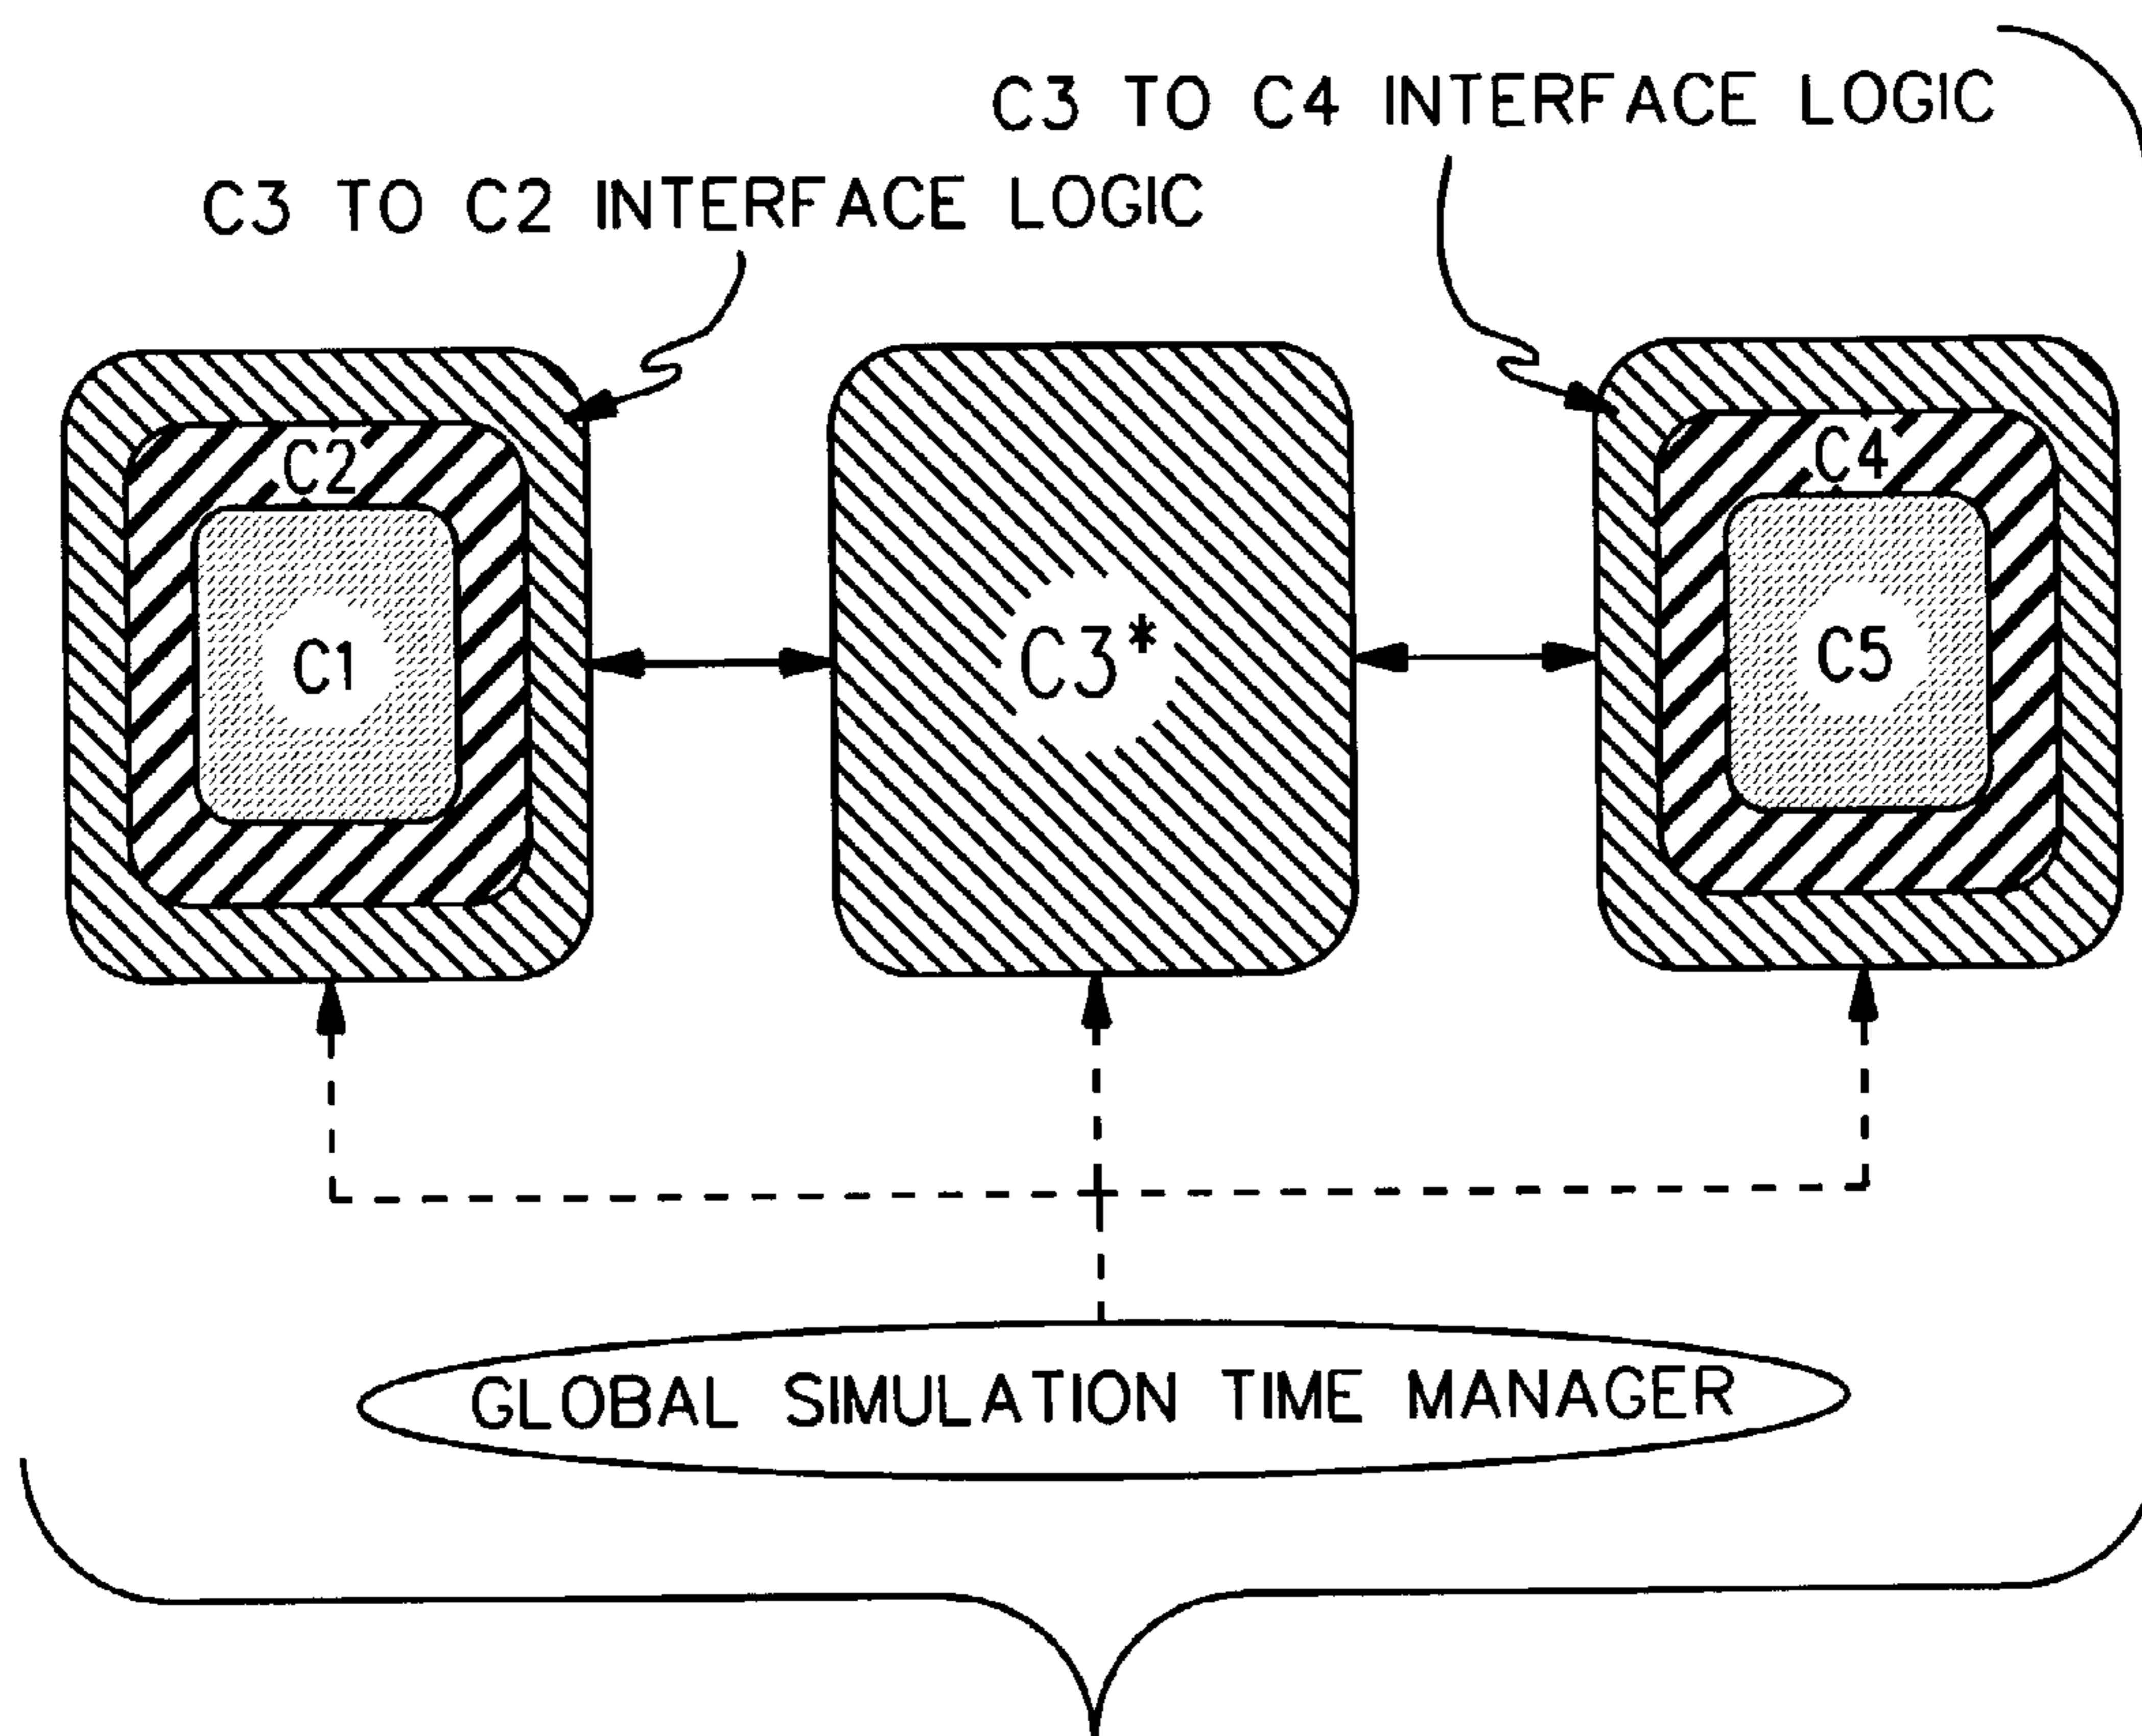 C3 TO C4 INTERFACE LOGIC
C3 TO C2 INTERFACE LOGIC
C2
C4
C1
C3*
C5
GLOBAL SIMULATION TIME MANAGER